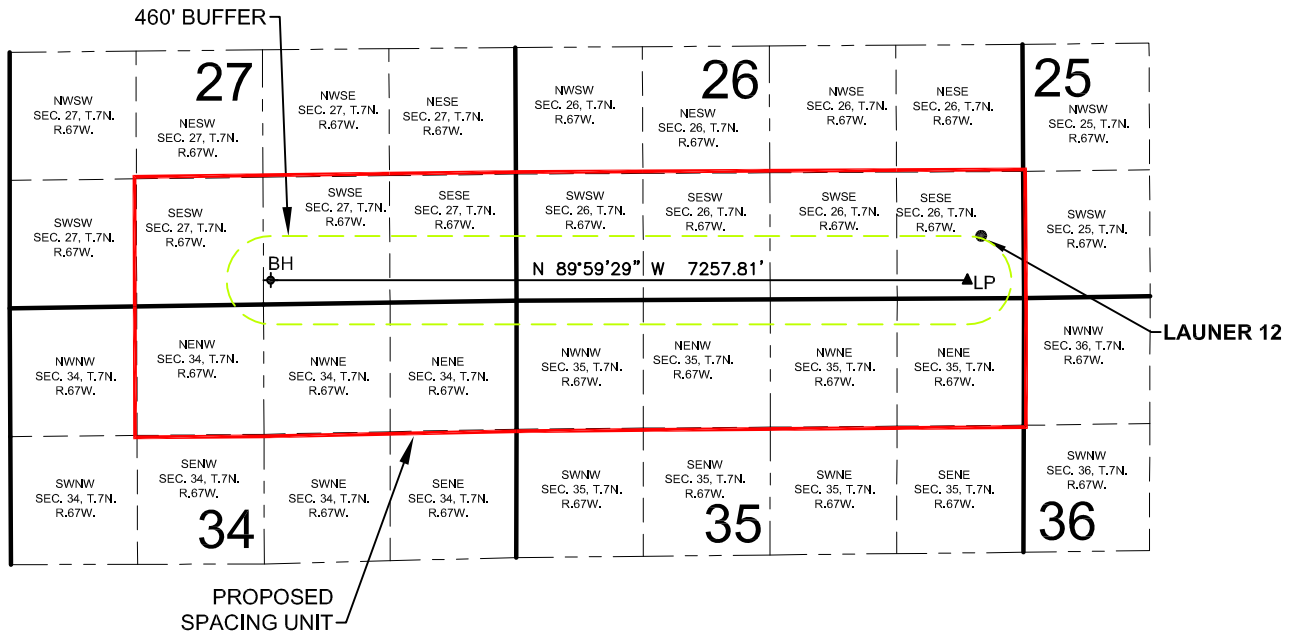 460' BUFFER
27
26
25
NWSW
SEC. 27, T.7N.
R.67W.
NESW
SEC. 27, T.7N.
R.67W.
NWSE
SEC. 27, T.7N.
R.67W.
NESE
SEC. 27, T.7N.
R.67W.
NWSW
SEC. 26, T.7N.
R.67W.
NESW
SEC. 26, T.7N.
R.67W.
NWSE
SEC. 26, T.7N.
R.67W.
NESE
SEC. 26, T.7N.
R.67W.
NWSW
SEC. 25, T.7N.
R.67W.
SWSW
SEC. 27, T.7N.
R.67W.
SESW
SEC. 27, T.7N.
R.67W.
SWSE
SEC. 27, T.7N.
R.67W.
SESE
SEC. 27, T.7N.
R.67W.
SWSW
SEC. 26, T.7N.
R.67W.
SESW
SEC. 26, T.7N.
R.67W.
SWSE
SEC. 26, T.7N.
R.67W.
SESE
SEC. 26, T.7N.
R.67W.
SWSW
SEC. 25, T.7N.
R.67W.
BH
N 89°59'29" W 7257.81'
LP
LAUNER 12
NWNW
SEC. 34, T.7N.
R.67W.
NENW
SEC. 34, T.7N.
R.67W.
NWNE
SEC. 34, T.7N.
R.67W.
NENE
SEC. 34, T.7N.
R.67W.
NWNW
SEC. 35, T.7N.
R.67W.
NENW
SEC. 35, T.7N.
R.67W.
NWNE
SEC. 35, T.7N.
R.67W.
NENE
SEC. 35, T.7N.
R.67W.
NWNW
SEC. 36, T.7N.
R.67W.
SWNW
SEC. 34, T.7N.
R.67W.
SENW
SEC. 34, T.7N.
R.67W.
SWNE
SEC. 34, T.7N.
R.67W.
SENE
SEC. 34, T.7N.
R.67W.
SWNW
SEC. 35, T.7N.
R.67W.
SENW
SEC. 35, T.7N.
R.67W.
SWNE
SEC. 35, T.7N.
R.67W.
SENE
SEC. 35, T.7N.
R.67W.
SWNW
SEC. 36, T.7N.
R.67W.
34
35
36
PROPOSED
SPACING UNIT